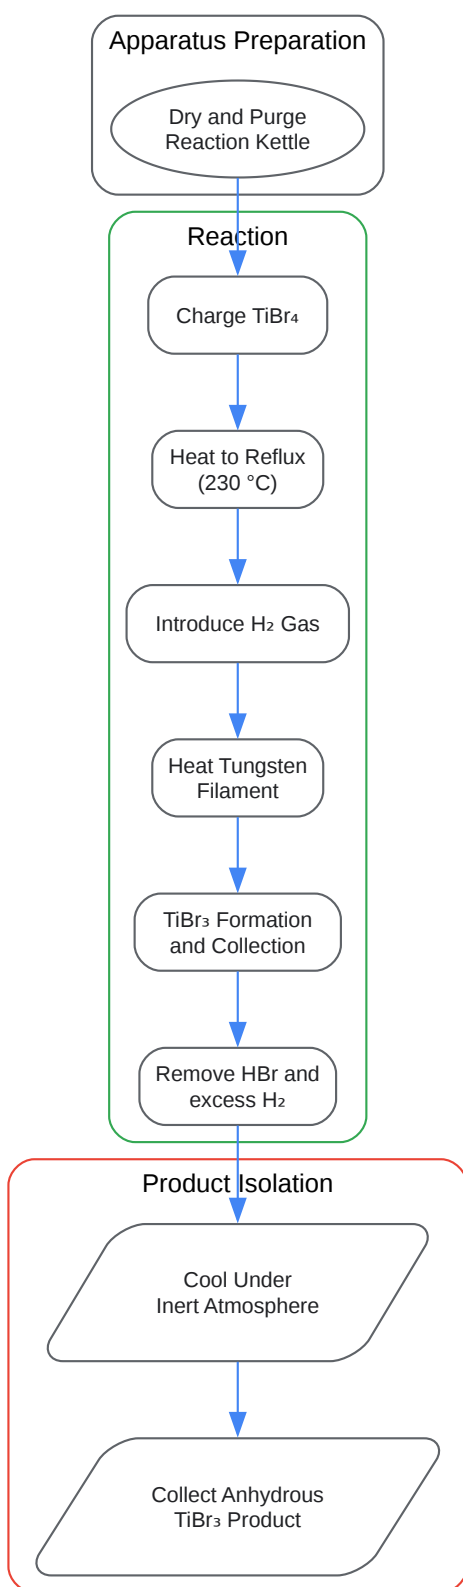 Apparatus Preparation
Dry and Purge
Reaction Kettle
Reaction
Charge TiBr₄
Heat to Reflux
(230 °C)
Introduce H₂ Gas
Heat Tungsten
Filament
TiBr₃ Formation
and Collection
Remove HBr and
excess H₂
Product Isolation
Cool Under
Inert Atmosphere
Collect Anhydrous
TiBr₃ Product